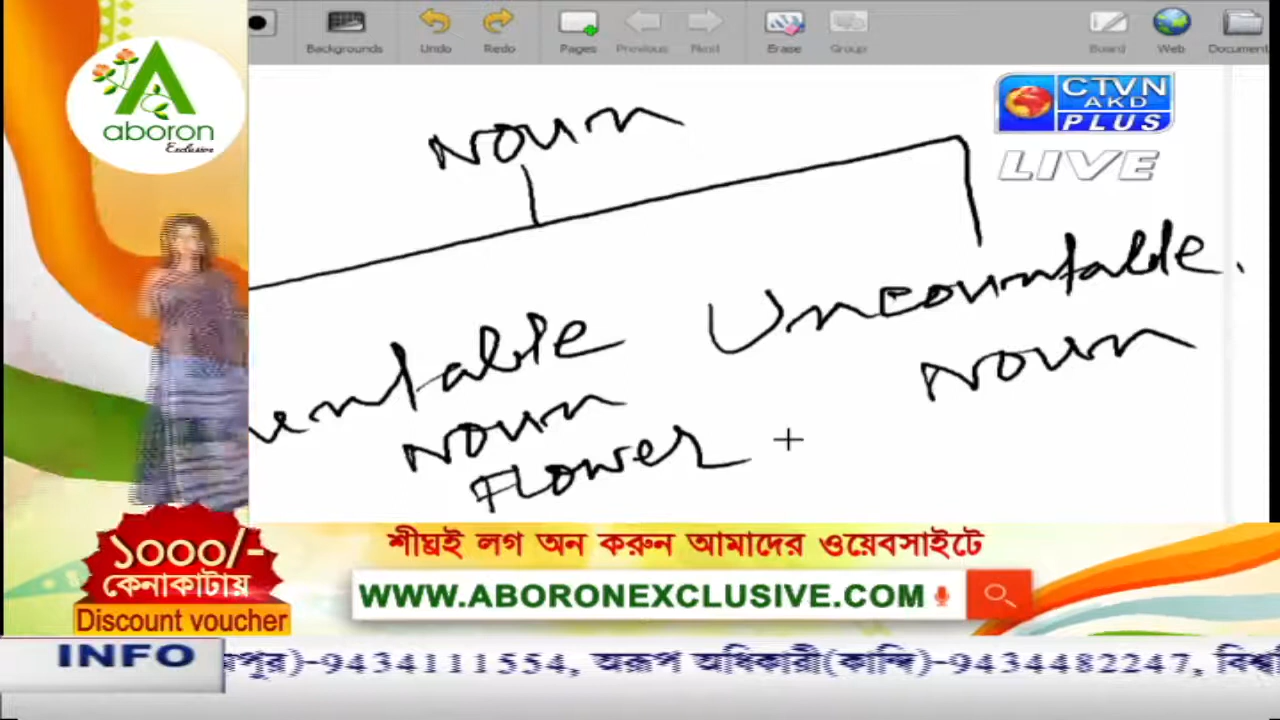 Backgrounds Undo Redo Pages Previous Next Erase Group Board Web Document
aboron
Exclusive
CTVN
AKD
PLUS
LIVE
Noun
untable Uncountable.
Noun Noun
Flower
১০০০/-
কেনাকাটায়
Discount voucher
শীঘ্রই লগ অন করুন আমাদের ওয়েবসাইটে
WWW.ABORONEXCLUSIVE.COM
INFO রপুর)-9434111554, অরূপ অধিকারী(কান্দি)-9434482247, বিশ্ব